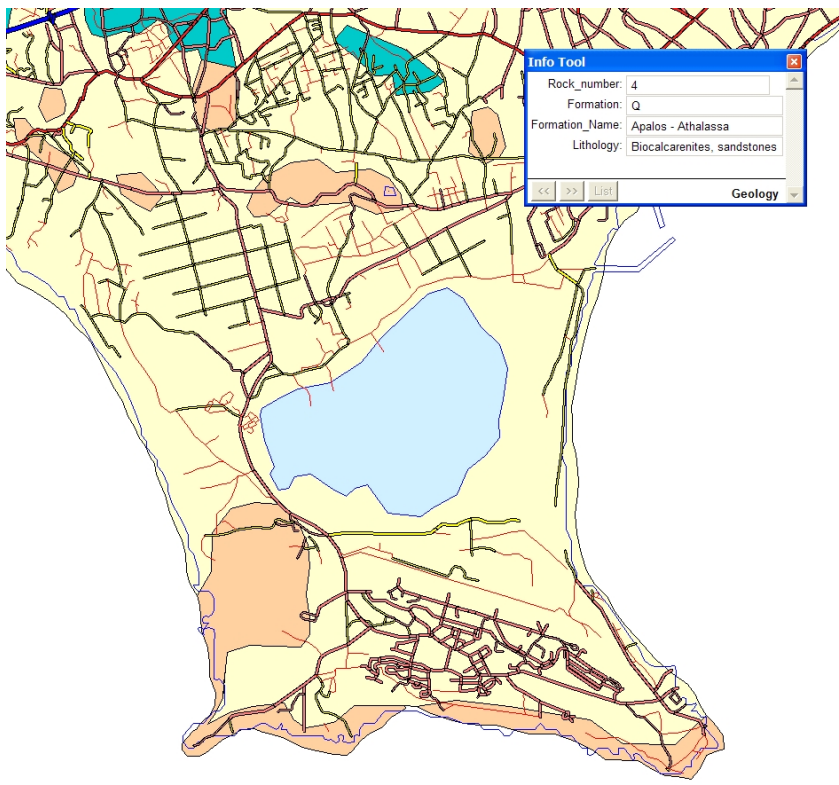 Info Tool
Rock_number: 4
Formation: Q
Formation_Name: Apalos - Athalassa
Lithology: Biocalcarenites, sandstones
<< >> List Geology